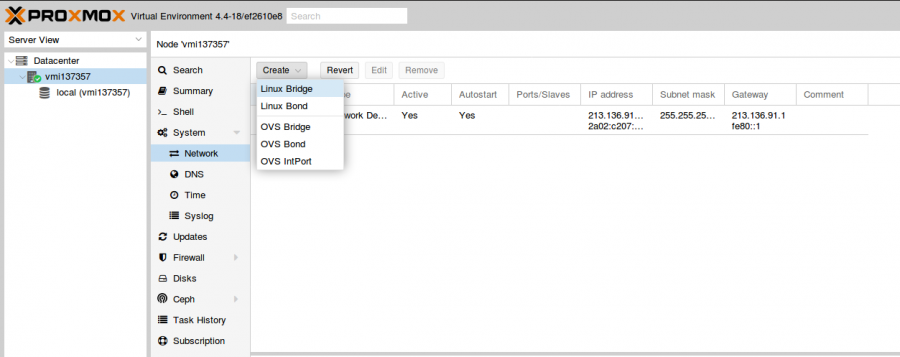 PROXMOX Virtual Environment 4.4-18/ef2610e8 Search
Server View
Node 'vmi137357'
Datacenter
vmi137357
local (vmi137357)
Search
Summary
Shell
System
Network
DNS
Time
Syslog
Updates
Firewall
Disks
Ceph
Task History
Subscription
Create Revert Edit Remove
Linux Bridge
Linux Bond
OVS Bridge
OVS Bond
OVS IntPort
Active Autostart Ports/Slaves IP address Subnet mask Gateway Comment
De... Yes Yes 213.136.91... 255.255.25... 213.136.91.1
2a02:c207:... fe80::1